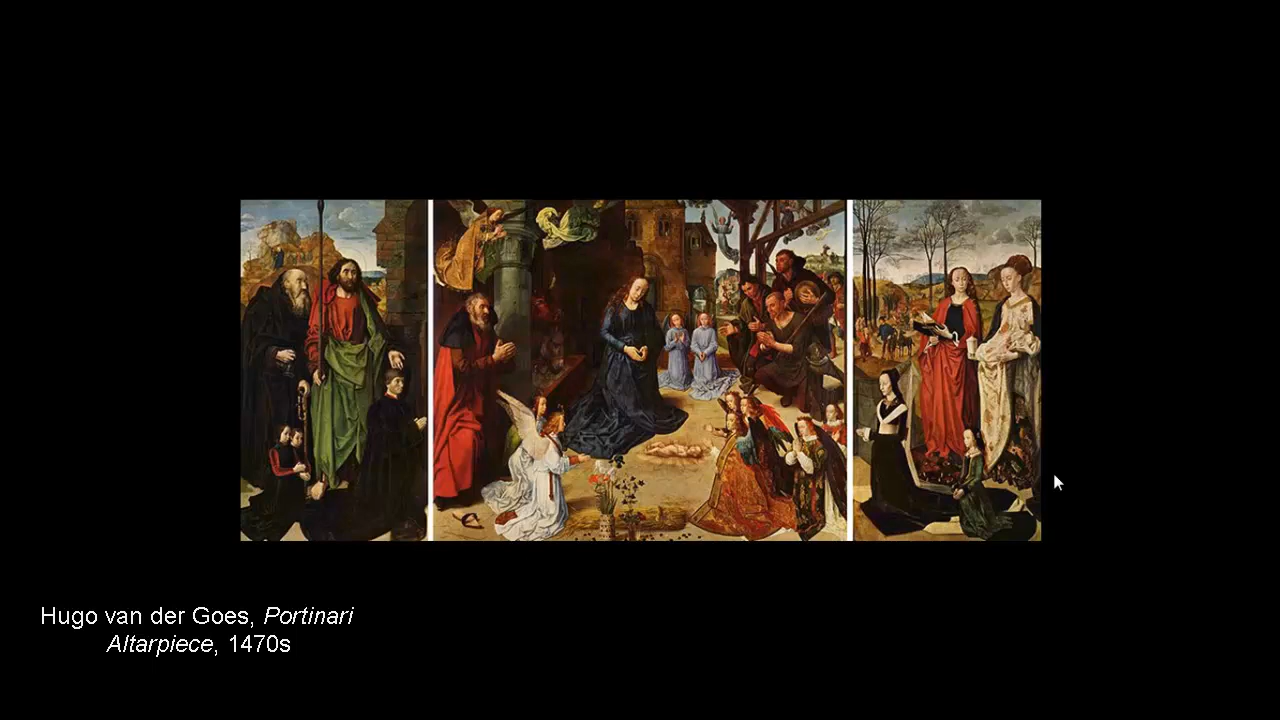 Hugo van der Goes, Portinari
Altarpiece, 1470s